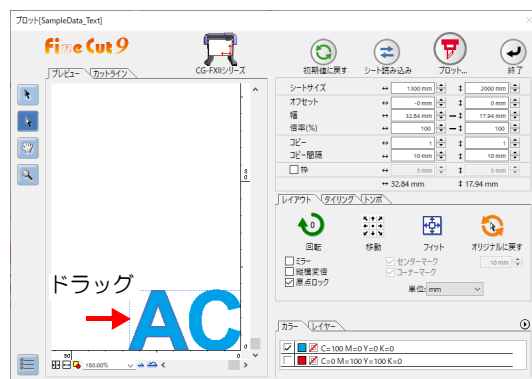 プロット[SampleData_Text]
Fine Cut 9
CG-FXIIシリーズ
初期値に戻す シート読み込み プロット... 終了
プレビュー カットライン
シートサイズ ↔ 1300 mm ↕ 2000 mm
オフセット ↔ -0 mm ↕ 0 mm
幅 ↔ 32.84 mm ↕ 17.94 mm
倍率(%) ↔ 100 ↕ 100
コピー ↔ 1 ↕ 1
コピー間隔 ↔ 10 mm ↕ 10 mm
枠 ↔ 5 mm ↕ 5 mm
↔ 32.84 mm ↕ 17.94 mm
レイアウト タイリング トンボ
0
回転 移動 フィット オリジナルに戻す
ミラー センターマーク 10 mm
縦横変倍 コーナーマーク
原点ロック 単位: mm
ドラッグ
AC
50
50 0
0
150.00%
カラー レイヤー
C=100 M=0 Y=0 K=0
C=0 M=100 Y=100 K=0